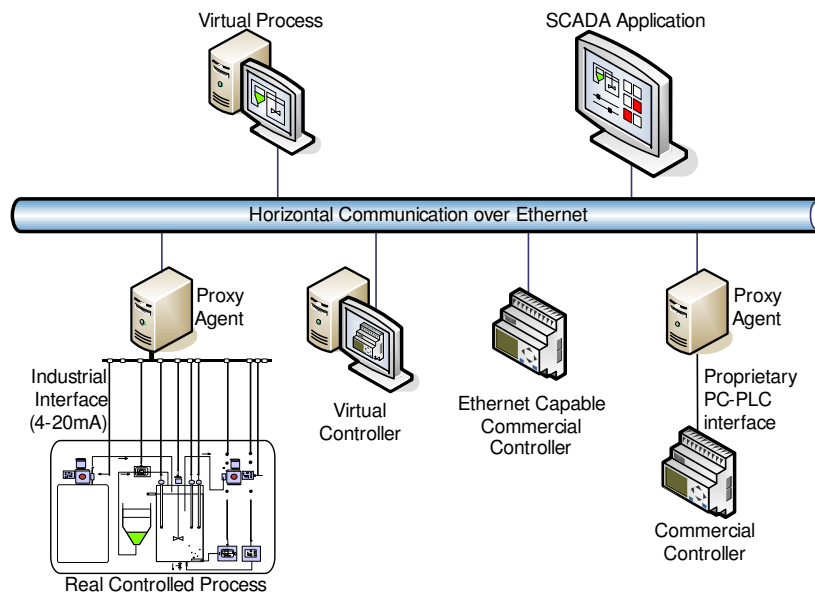 Virtual Process
SCADA Application
Horizontal Communication over Ethernet
Proxy
Agent
Proxy
Agent
Industrial
Interface
(4-20mA)
Virtual
Controller
Ethernet Capable
Commercial
Controller
Proprietary
PC-PLC
interface
Commercial
Controller
Real Controlled Process